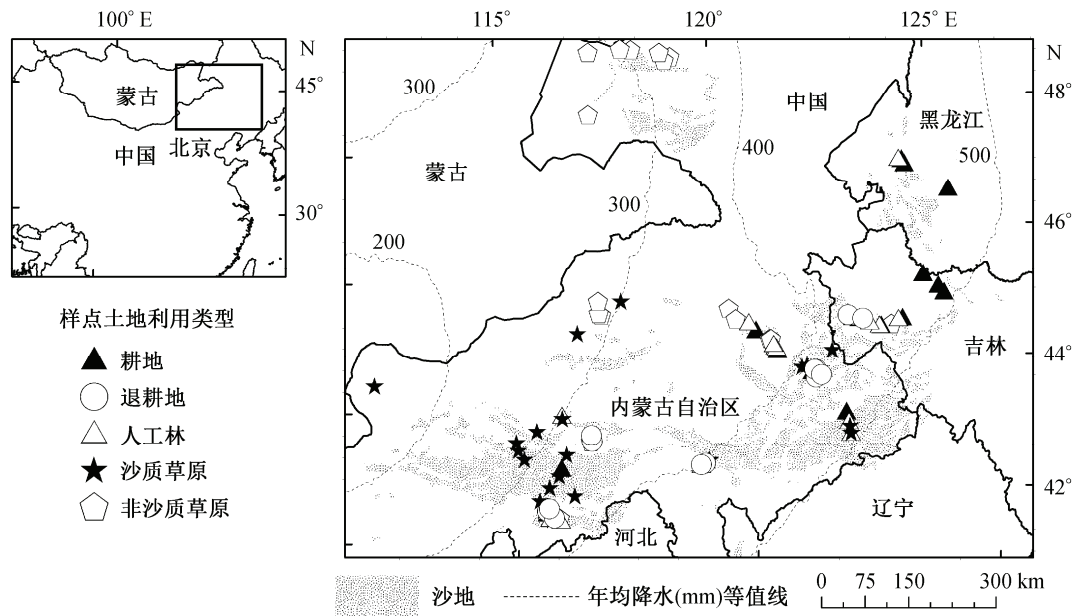 100° E
115°
120°
125° E
N
45°
蒙古
北京
中国
30°
N
48°
300
中国
黑龙江
400
500
蒙古
300
46°
200
吉林
44°
内蒙古自治区
42°
辽宁
河北
样点土地利用类型
耕地
退耕地
人工林
沙质草原
非沙质草原
沙地
年均降水(mm)等值线
0 75 150 300 km